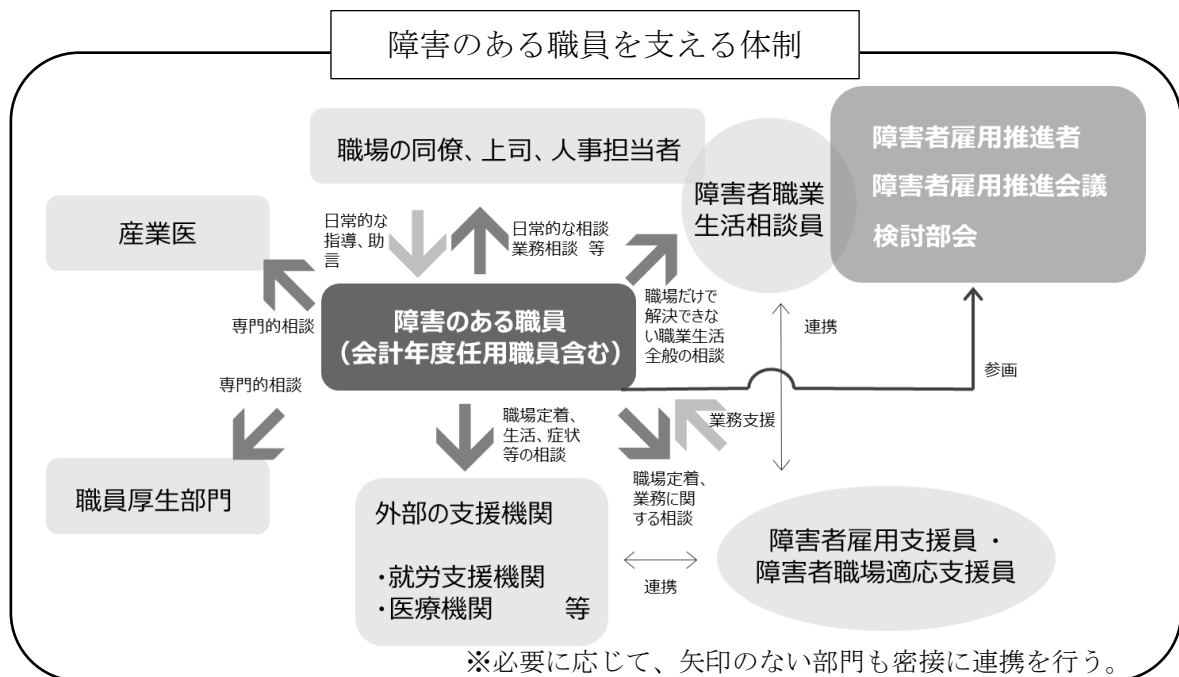 障害のある職員を支える体制
職場の同僚、上司、人事担当者
障害者職業
生活相談員
障害者雇用推進者
障害者雇用推進会議
検討部会
産業医
日常的な
指導、助
言
日常的な相談
業務相談 等
専門的相談
障害のある職員
（会計年度任用職員含む）
職場だけで
解決できな
い職業生活
全般の相談
連携
参画
専門的相談
職員厚生部門
職場定着、
生活、症状
等の相談
業務支援
職場定着、
業務に関
する相談
外部の支援機関
・就労支援機関
・医療機関 等
連携
障害者雇用支援員 ・
障害者職場適応支援員
※必要に応じて、矢印のない部門も密接に連携を行う。